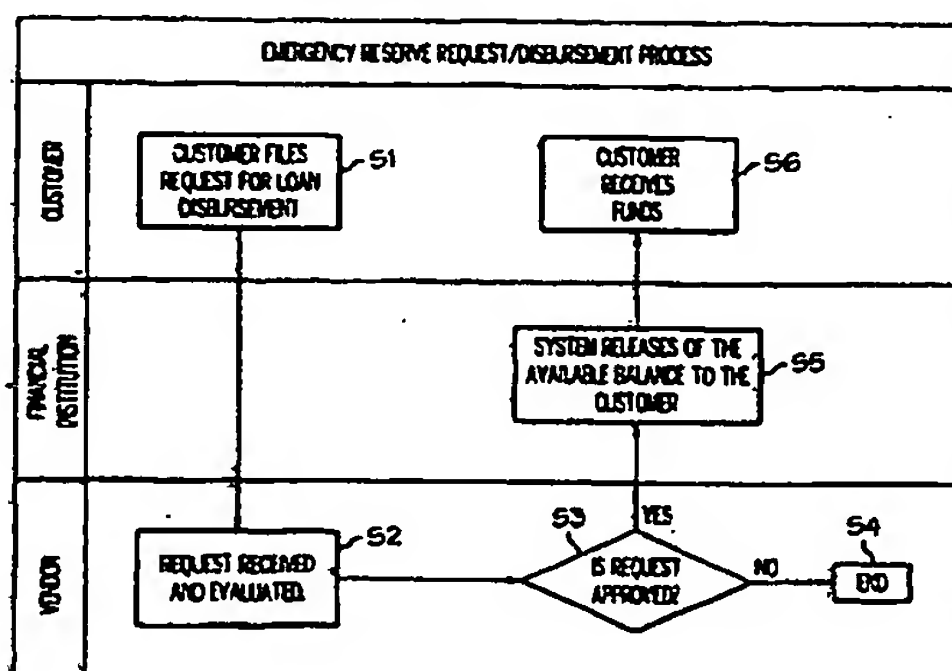 EMERGENCY RESERVE REQUEST/DISBURSEMENT PROCESS
CUSTOMER
CUSTOMER FILES
REQUEST FOR LOAN
DISBURSEMENT
S1
CUSTOMER
RECEIVES
FUNDS
S6
FINANCIAL
INSTITUTION
SYSTEM RELEASES OF THE
AVAILABLE BALANCE TO THE
CUSTOMER
S5
VENDOR
REQUEST RECEIVED
AND EVALUATED.
S2
S3
YES
IS REQUEST
APPROVED?
NO
S4
END